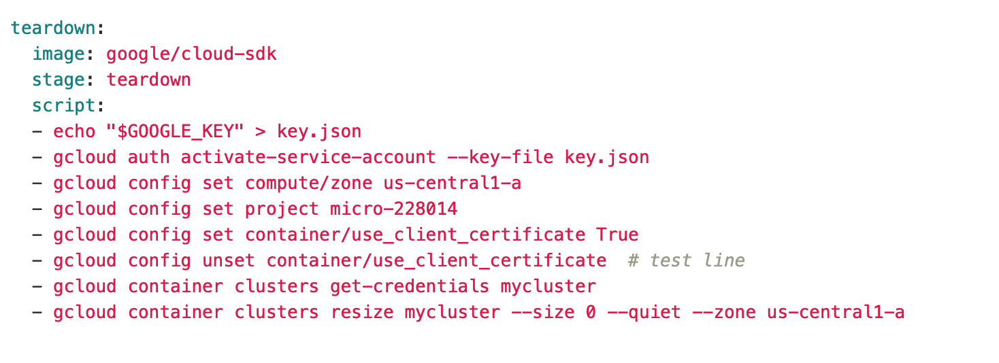 teardown:
  image: google/cloud-sdk
  stage: teardown
  script:
  - echo "$GOOGLE_KEY" > key.json
  - gcloud auth activate-service-account --key-file key.json
  - gcloud config set compute/zone us-central1-a
  - gcloud config set project micro-228014
  - gcloud config set container/use_client_certificate True
  - gcloud config unset container/use_client_certificate  # test line
  - gcloud container clusters get-credentials mycluster
  - gcloud container clusters resize mycluster --size 0 --quiet --zone us-central1-a